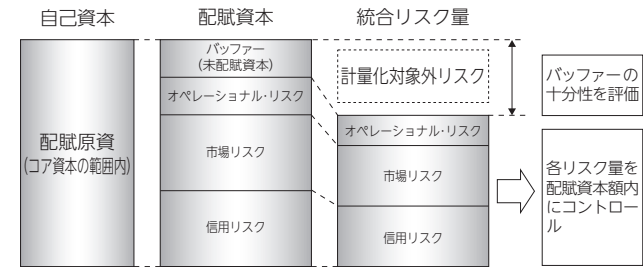 自己資本
配賦資本
統合リスク量
配賦原資
(コア資本の範囲内)
バッファー
(未配賦資本)
オペレーショナル・リスク
市場リスク
信用リスク
計量化対象外リスク
オペレーショナル・リスク
市場リスク
信用リスク
バッファーの
十分性を評価
各リスク量を
配賦資本額内
にコントロー
ル